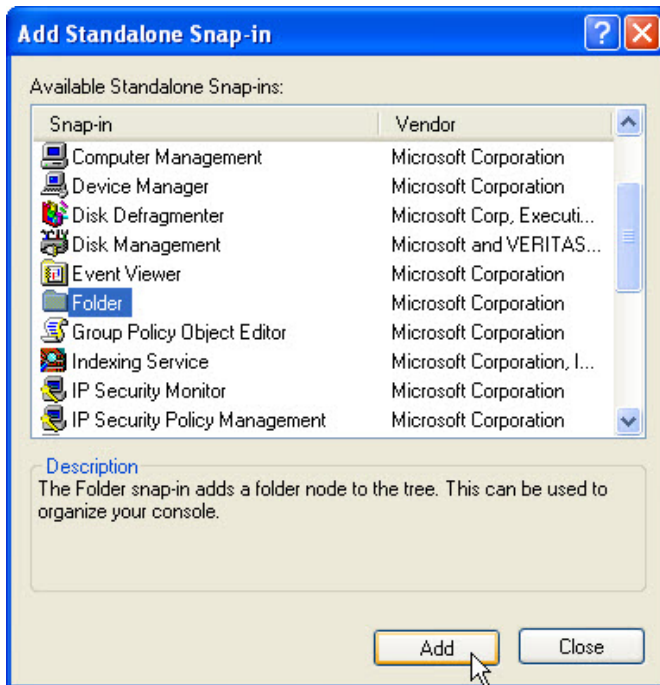 Add Standalone Snap-in
Available Standalone Snap-ins:
Snap-in Vendor
Computer Management Microsoft Corporation
Device Manager Microsoft Corporation
Disk Defragmenter Microsoft Corp, Executi...
Disk Management Microsoft and VERITAS...
Event Viewer Microsoft Corporation
Folder Microsoft Corporation
Group Policy Object Editor Microsoft Corporation
Indexing Service Microsoft Corporation, I...
IP Security Monitor Microsoft Corporation
IP Security Policy Management Microsoft Corporation
Description
The Folder snap-in adds a folder node to the tree. This can be used to
organize your console.
Add Close